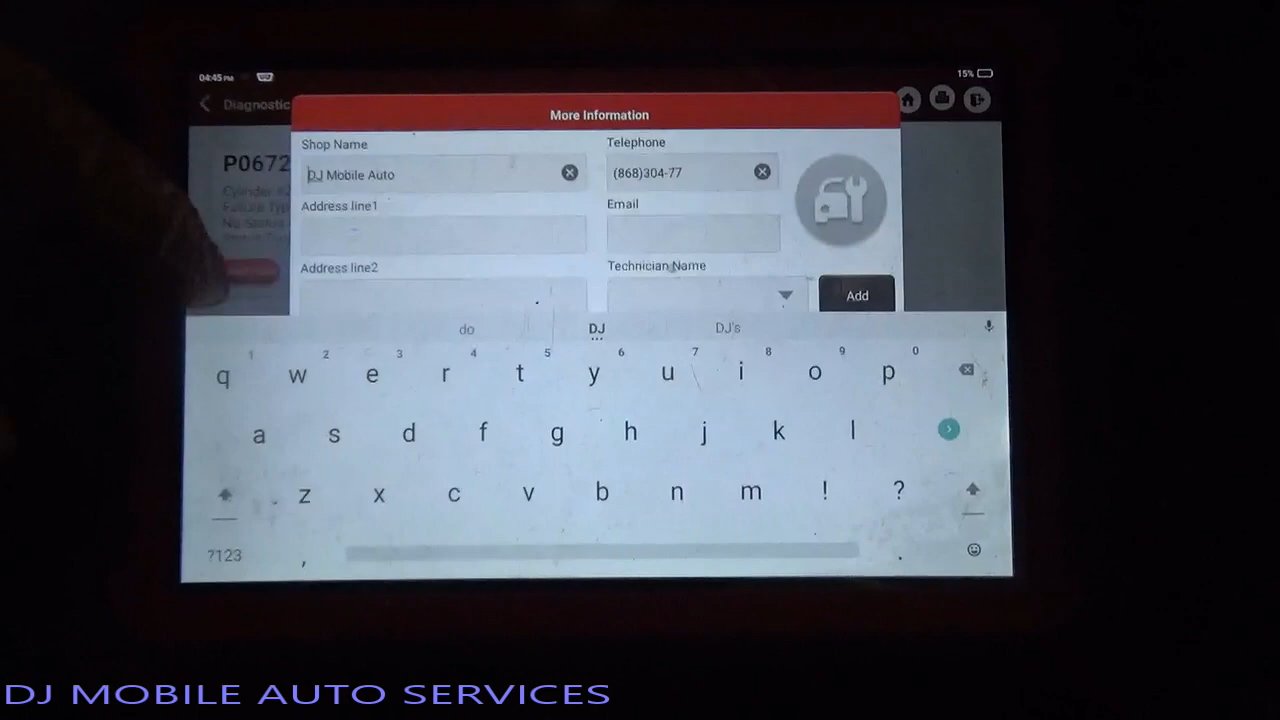 04:45 PM
15%
Diagnostic
More Information
P0672
Shop Name
Telephone
DJ Mobile Auto
(868)304-77
Address line1
Email
Address line2
Technician Name
Add
do DJ DJ's
1 2 3 4 5 6 7 8 9 0
q w e r t y u i o p
a s d f g h j k l
z x c v b n m ! ?
?123 , .
DJ MOBILE AUTO SERVICES